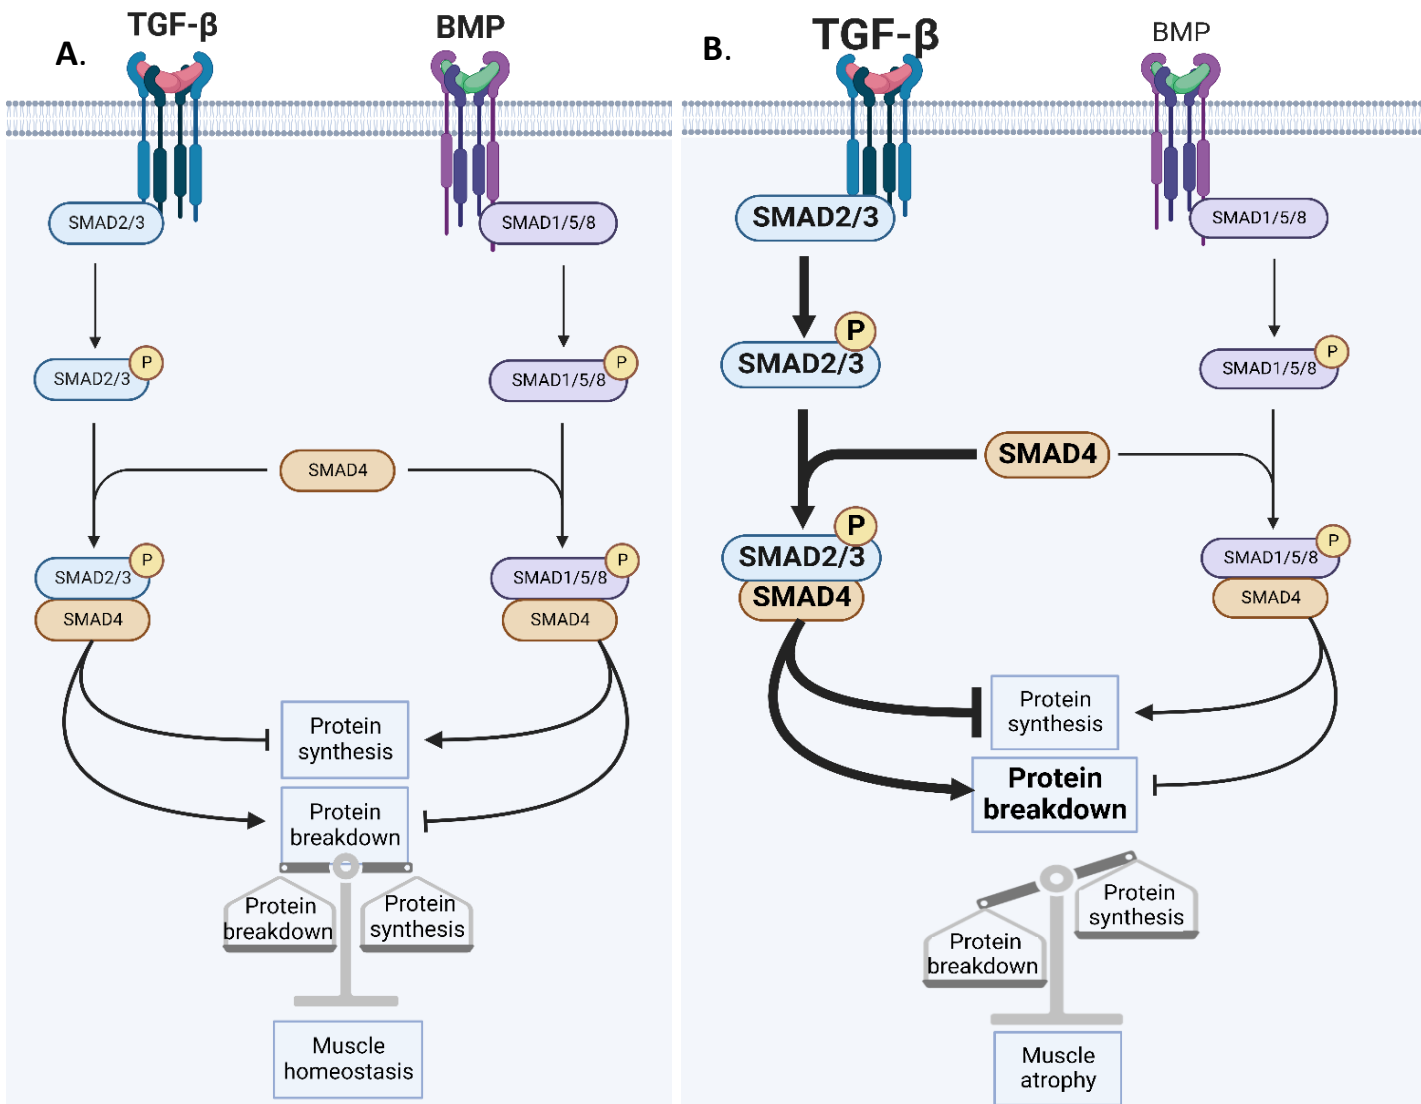 A.
TGF-β
BMP
SMAD2/3
SMAD1/5/8
SMAD2/3
P
SMAD1/5/8
P
SMAD4
SMAD2/3
P
SMAD4
SMAD1/5/8
P
SMAD4
Protein
synthesis
Protein
breakdown
Protein
breakdown
Protein
synthesis
Muscle
homeostasis
B.
TGF-β
BMP
SMAD2/3
SMAD1/5/8
P
SMAD2/3
P
SMAD1/5/8
SMAD4
P
SMAD2/3
SMAD4
P
SMAD1/5/8
SMAD4
Protein
synthesis
Protein
breakdown
Protein
synthesis
Protein
breakdown
Muscle
atrophy